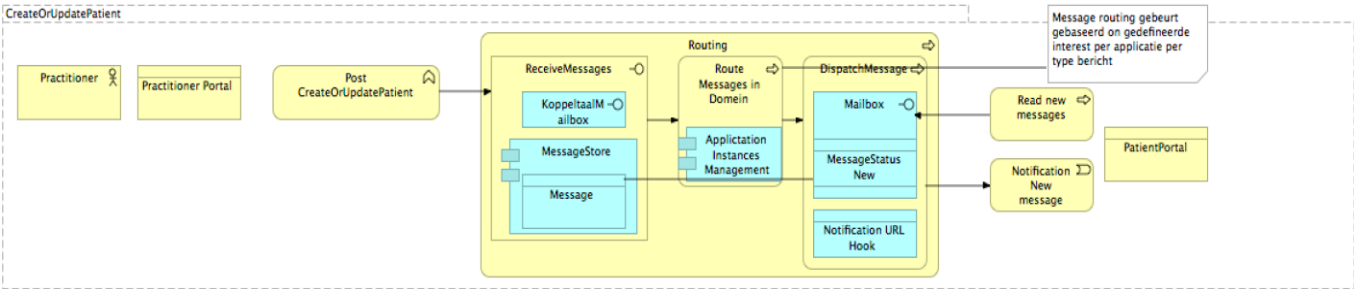 CreateOrUpdatePatient
Message routing gebeurt
gebaseerd on gedefineerde
interest per applicatie per
type bericht
Practitioner
Practitioner Portal
Post
CreateOrUpdatePatient
Routing
ReceiveMessages
KoppeltaalM
ailbox
MessageStore
Message
Route
Messages in
Domein
Applictation
Instances
Management
DispatchMessage
Mailbox
MessageStatus
New
Notification URL
Hook
Read new
messages
Notification
New
message
PatientPortal